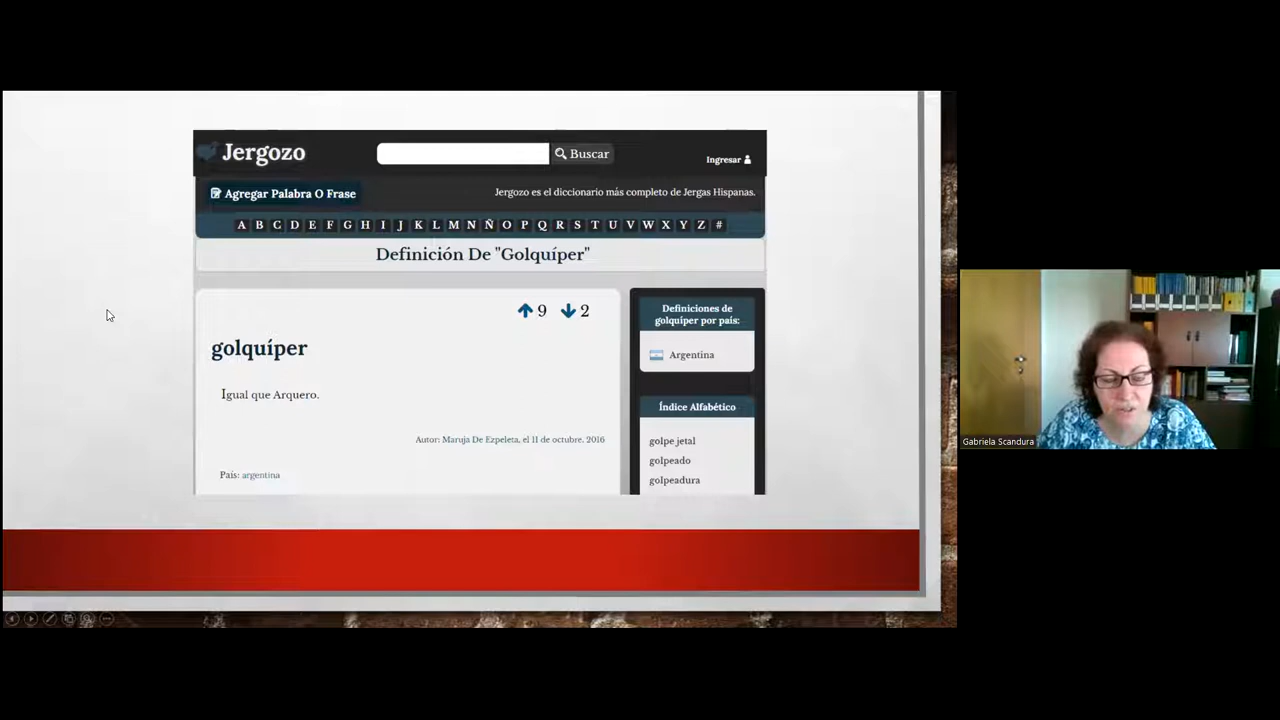 Jergozo
Buscar
Ingresar
Agregar Palabra O Frase
Jergozo es el diccionario más completo de Jergas Hispanas.
A B C D E F G H I J K L M N Ñ O P Q R S T U V W X Y Z #
Definición De "Golquíper"
9 2
golquíper
Igual que Arquero.
Autor: Maruja De Ezpeleta, el 11 de octubre, 2016
País: argentina
Definiciones de
golquíper por país:
Argentina
Índice Alfabético
golpe jetal
golpeado
golpeadura
Gabriela Scandura